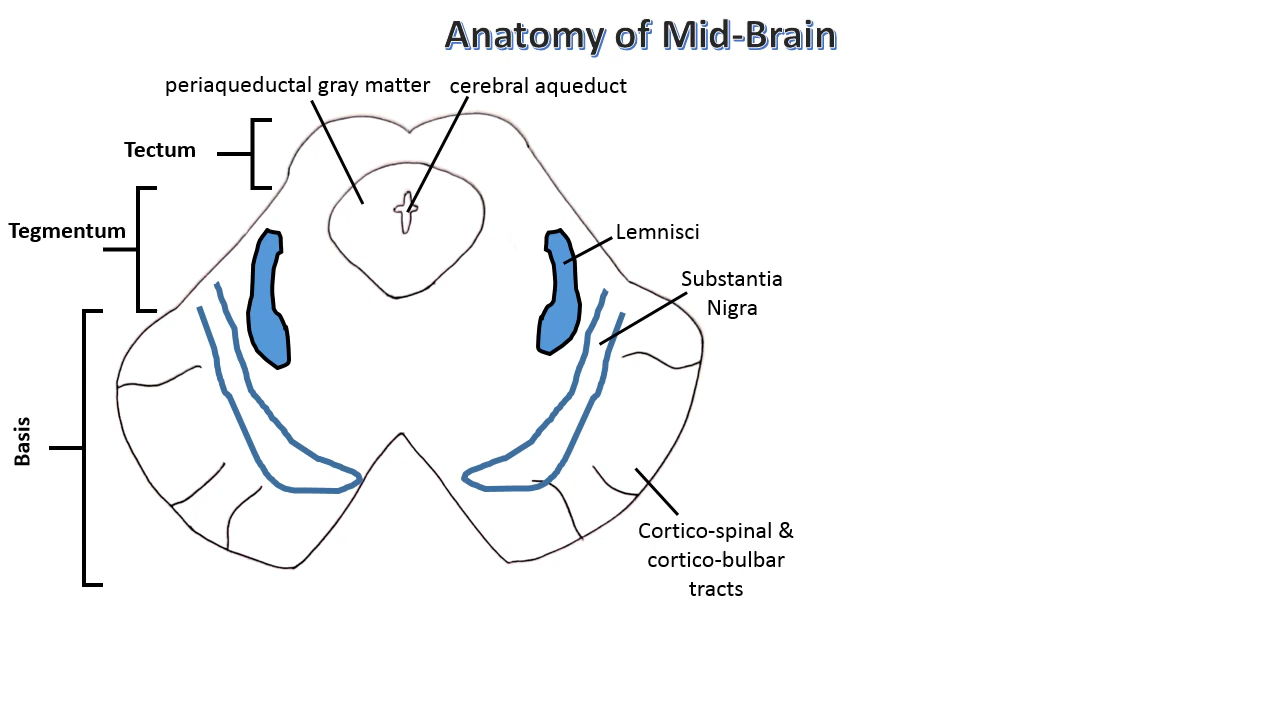 Anatomy of Mid-Brain
periaqueductal gray matter
cerebral aqueduct
Tectum
Tegmentum
Lemnisci
Substantia
Nigra
Basis
Cortico-spinal &
cortico-bulbar
tracts